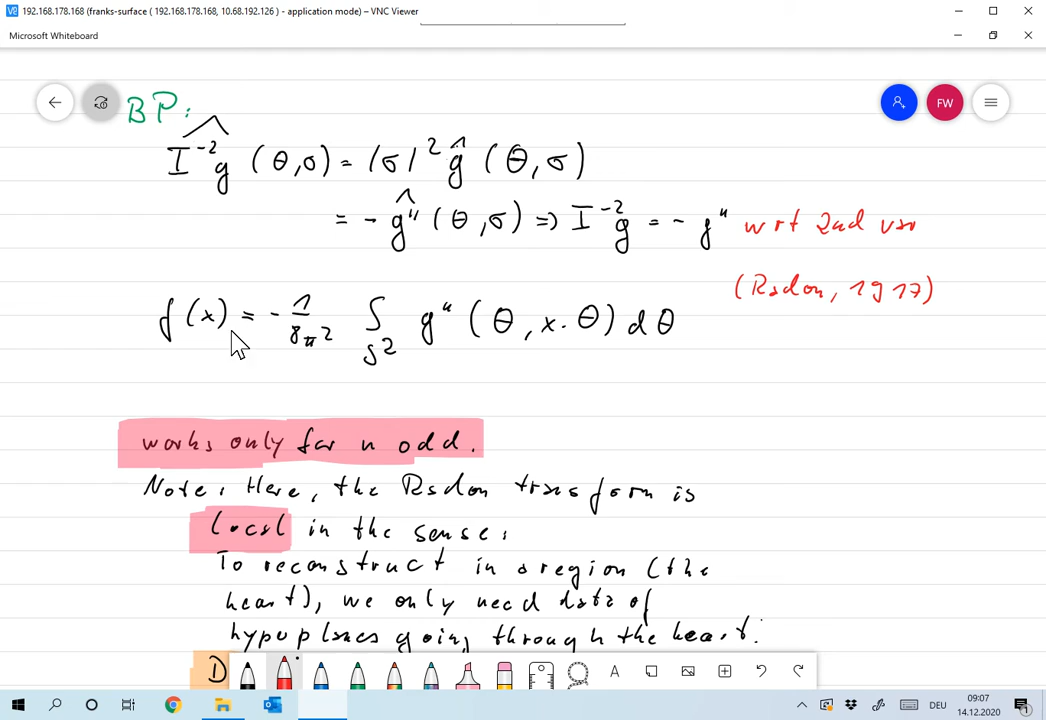 192.168.178.168 (franks-surface ( 192.168.178.168, 10.68.192.126 ) - application mode) – VNC Viewer
Microsoft Whiteboard
BP:
FW
I^{-2}g^ (θ,σ) = |σ|^2 ĝ (θ,σ)
= - ĝ'' (θ,σ) => I^{-2}g = - g'' wrt 2nd var
(Radon, 1917)
f(x) = - 1/8π^2 ∫_{S^2} g'' (θ, x·θ) dθ
works only for n odd.
Note: Here, the Radon transform is
local in the sense:
To reconstruct in a region (the
heart), we only need data of
hyperplanes going through the heart.
D
A
DEU
09:07
14.12.2020